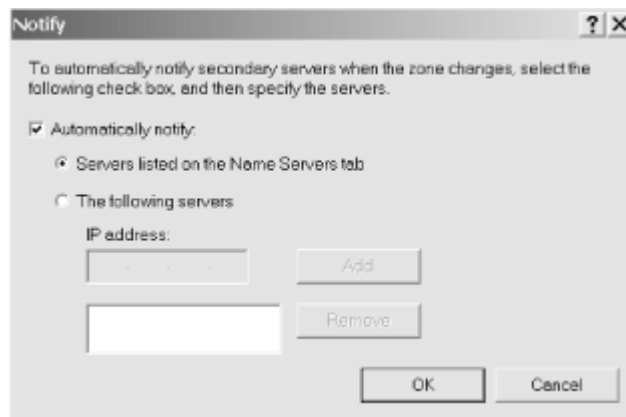 Notify
To automatically notify secondary servers when the zone changes, select the
following check box, and then specify the servers.
Automatically notify:
Servers listed on the Name Servers tab
The following servers
IP address:
Add
Remove
OK
Cancel